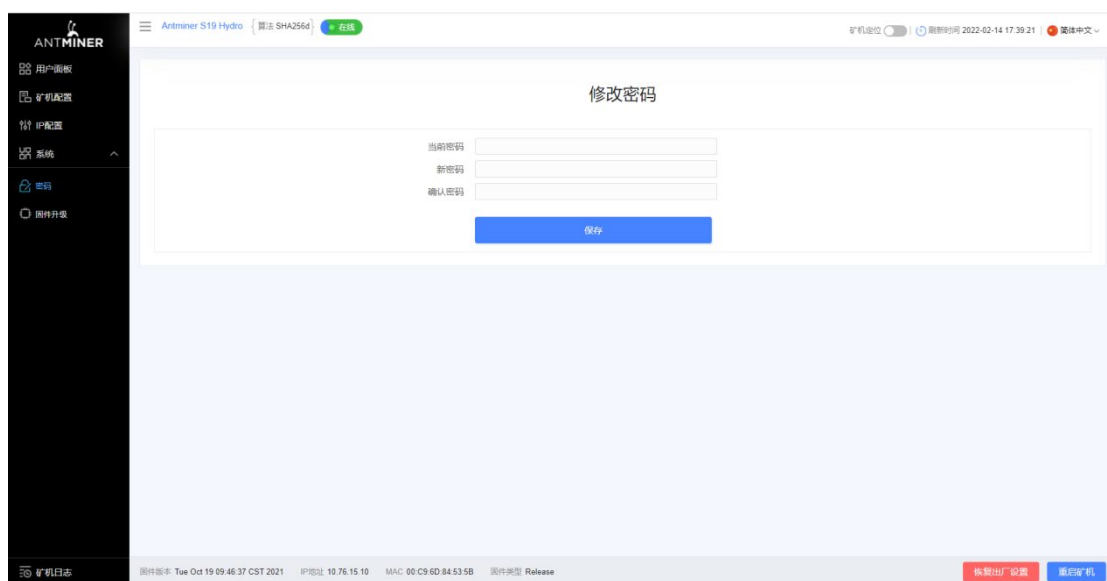 ANTMINER
Antminer S19 Hydro {算法 SHA256d} 在线
矿机定位 刷新时间 2022-02-14 17:39:21 简体中文
用户面板
矿机配置
IP配置
系统
密码
固件升级
修改密码
当前密码
新密码
确认密码
保存
矿机日志
固件版本 Tue Oct 19 09:46:37 CST 2021 IP地址 10.76.15.10 MAC 00:C9:6D:84:53:5B 固件类型 Release
恢复出厂设置 重启矿机